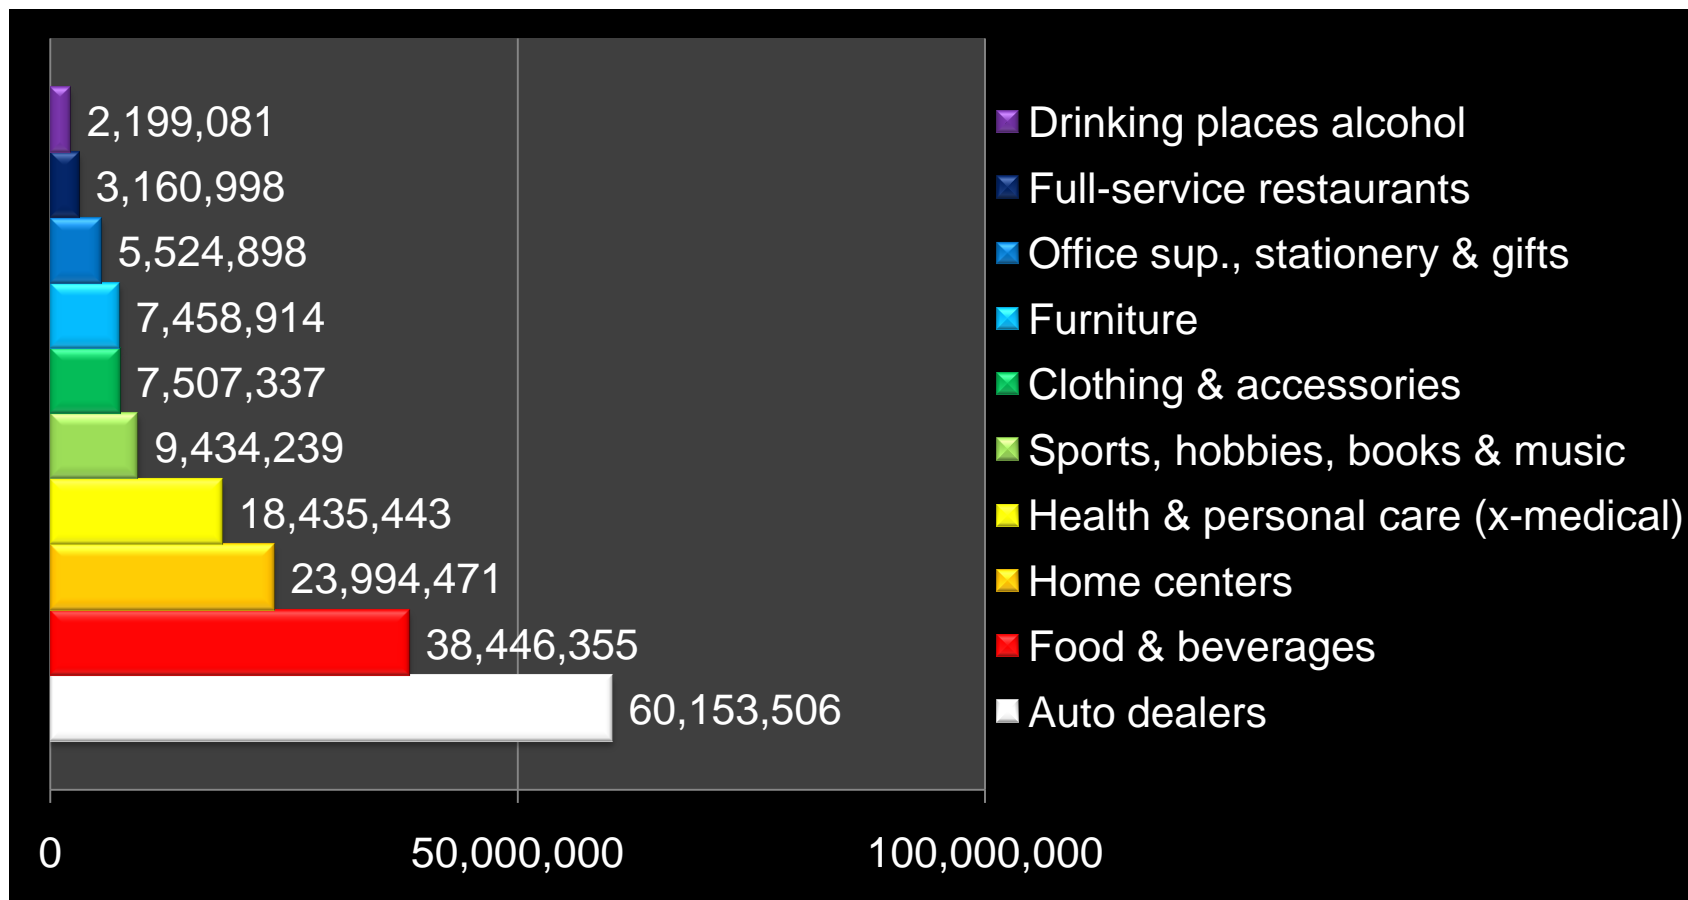 2,199,081
3,160,998
5,524,898
7,458,914
7,507,337
9,434,239
18,435,443
23,994,471
38,446,355
60,153,506
0 50,000,000 100,000,000
Drinking places alcohol
Full-service restaurants
Office sup., stationery & gifts
Furniture
Clothing & accessories
Sports, hobbies, books & music
Health & personal care (x-medical)
Home centers
Food & beverages
Auto dealers